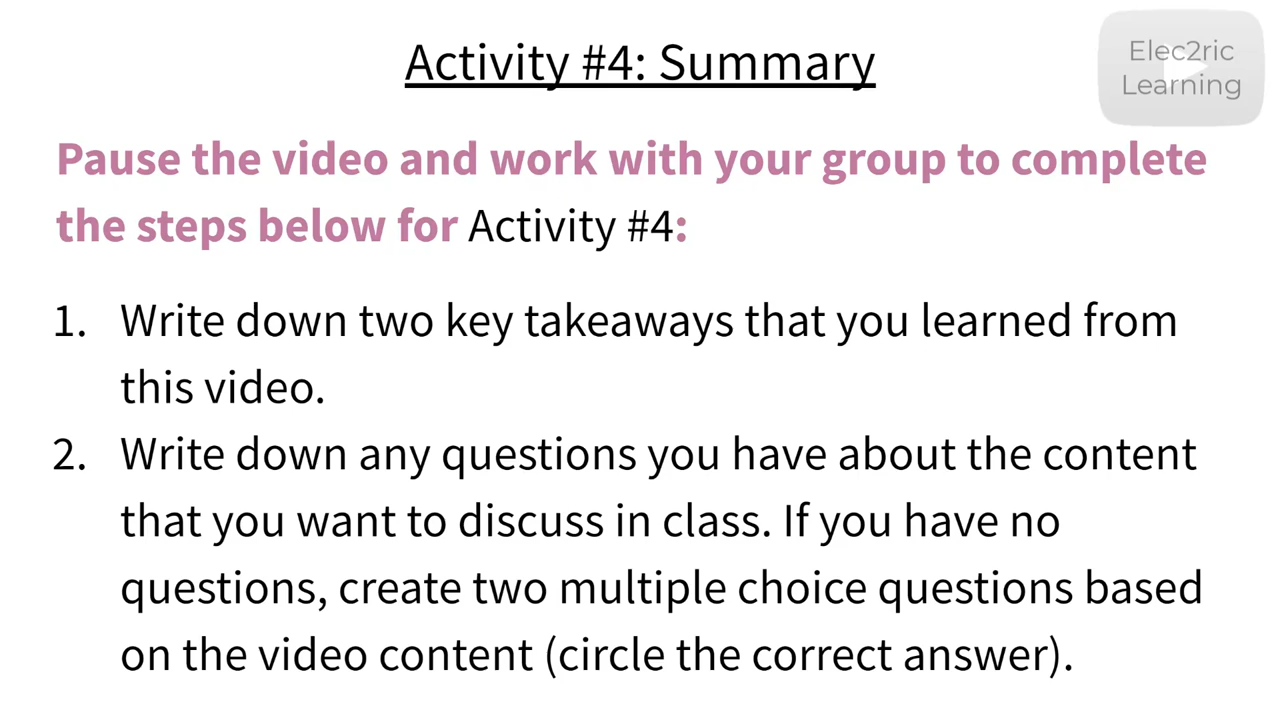 Activity #4: Summary
Elec2ric
Learning
Pause the video and work with your group to complete
the steps below for Activity #4:
1. Write down two key takeaways that you learned from
this video.
2. Write down any questions you have about the content
that you want to discuss in class. If you have no
questions, create two multiple choice questions based
on the video content (circle the correct answer).